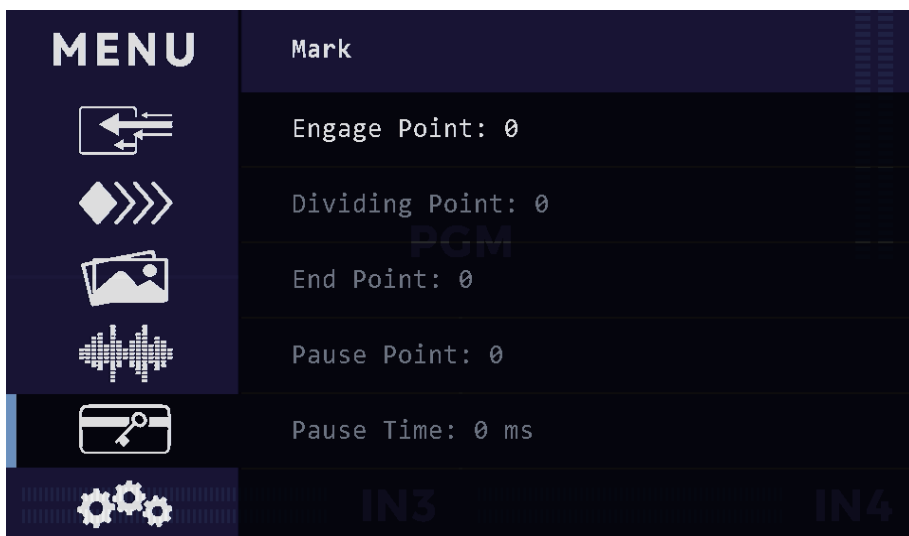 MENU
Mark
Engage Point: 0
Dividing Point: 0
PGM
End Point: 0
Pause Point: 0
Pause Time: 0 ms
IN3
IN4